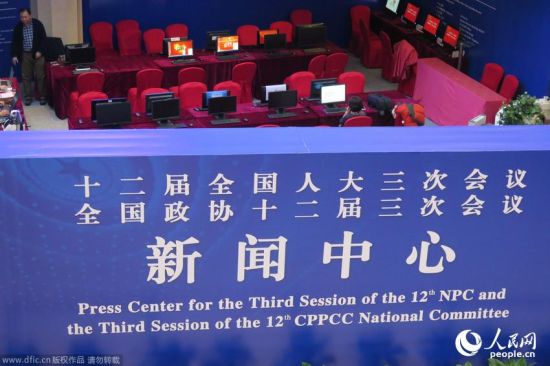 十二届全国人大三次会议
全国政协十二届三次会议
新闻中心
Press Center for the Third Session of the 12th NPC and
the Third Session of the 12th CPPCC National Committee
www.dfic.cn 版权作品 请勿转载
人民网
people.cn